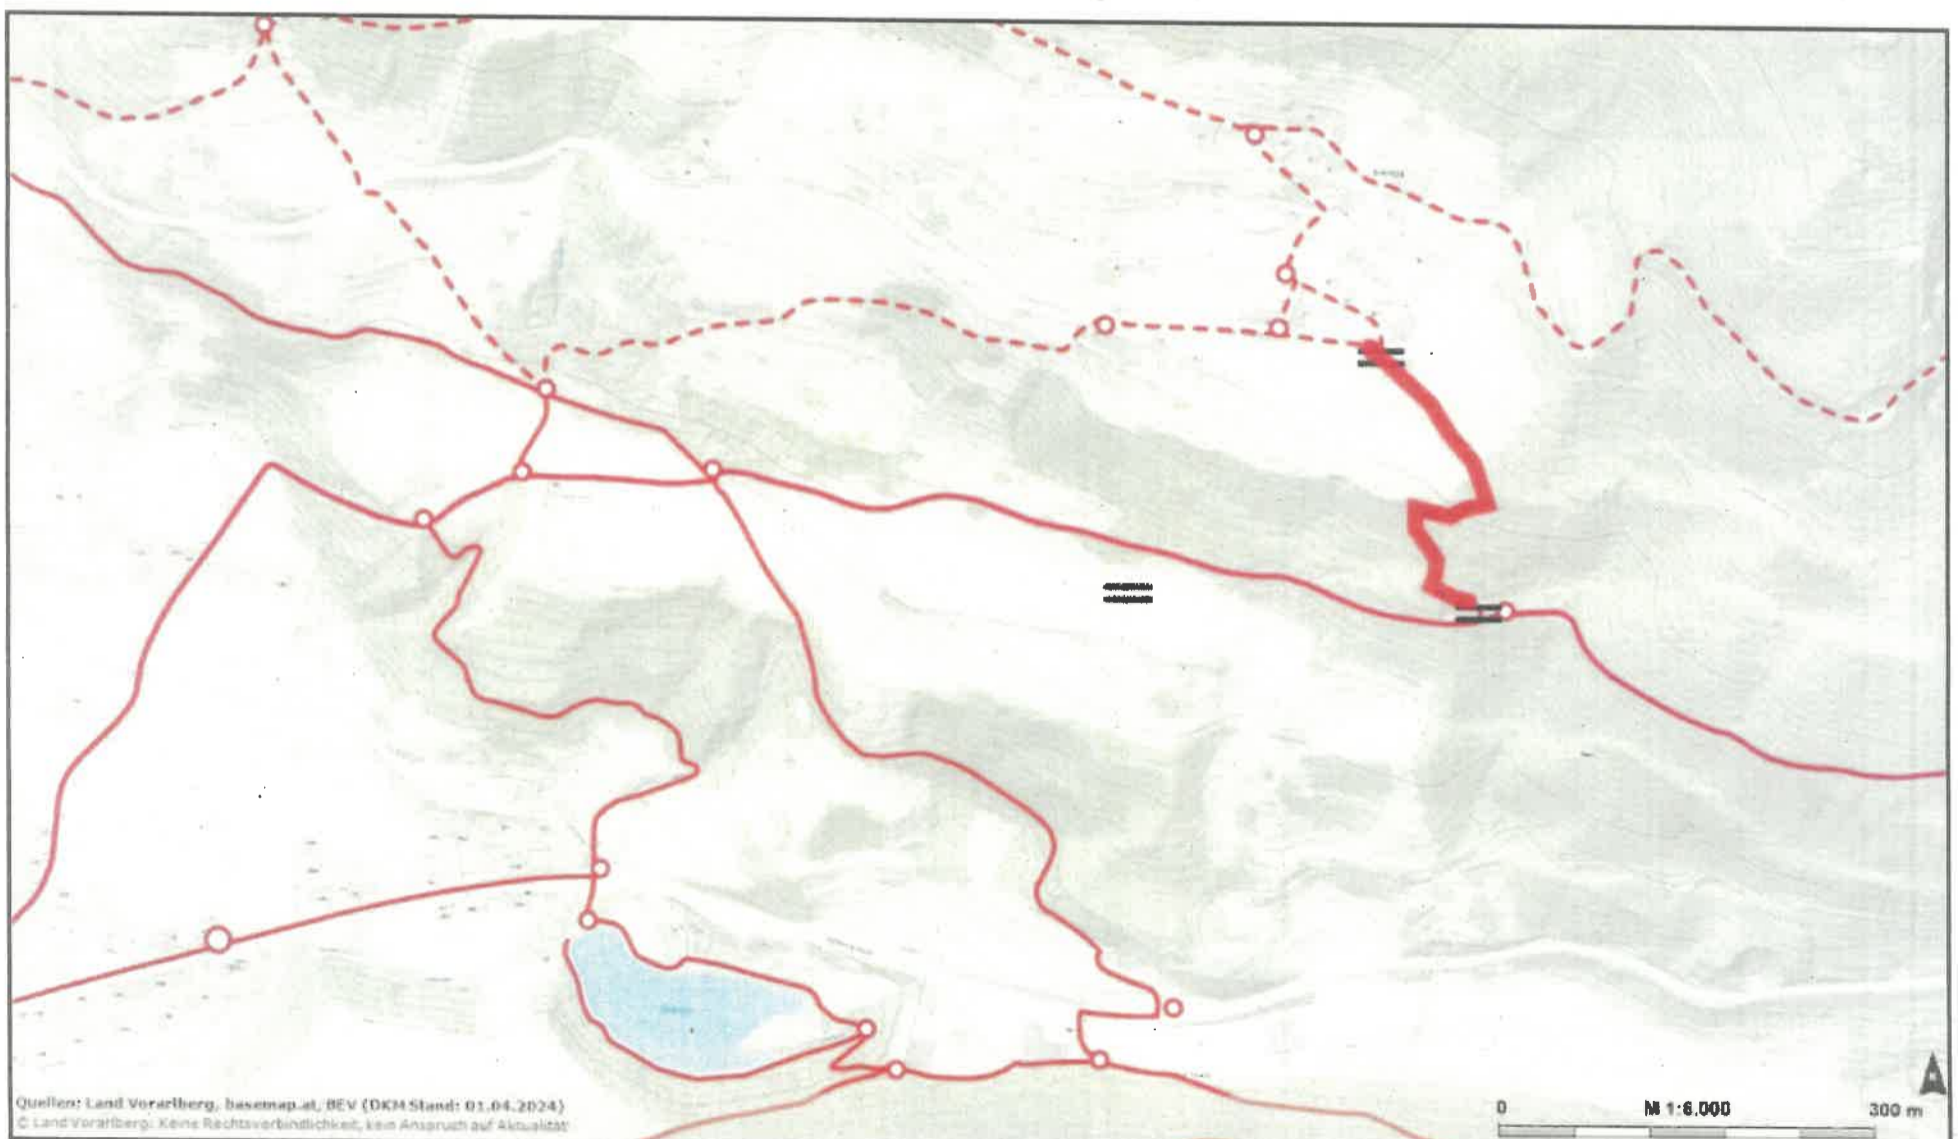 Quellen: Land Vorarlberg, basemap.at, BEV (DKM Stand: 01.04.2024)
© Land Vorarlberg: Keine Rechtsverbindlichkeit, kein Anspruch auf Aktualität
0 M 1:6.000 300 m